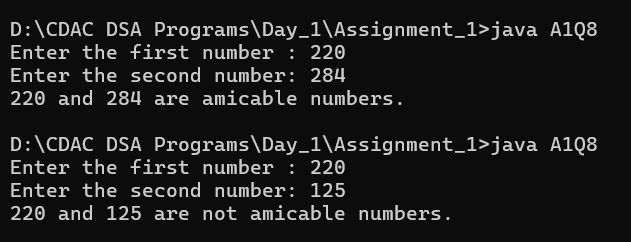 D:\CDAC DSA Programs\Day_1\Assignment_1>java A1Q8
Enter the first number : 220
Enter the second number: 284
220 and 284 are amicable numbers.
D:\CDAC DSA Programs\Day_1\Assignment_1>java A1Q8
Enter the first number : 220
Enter the second number: 125
220 and 125 are not amicable numbers.